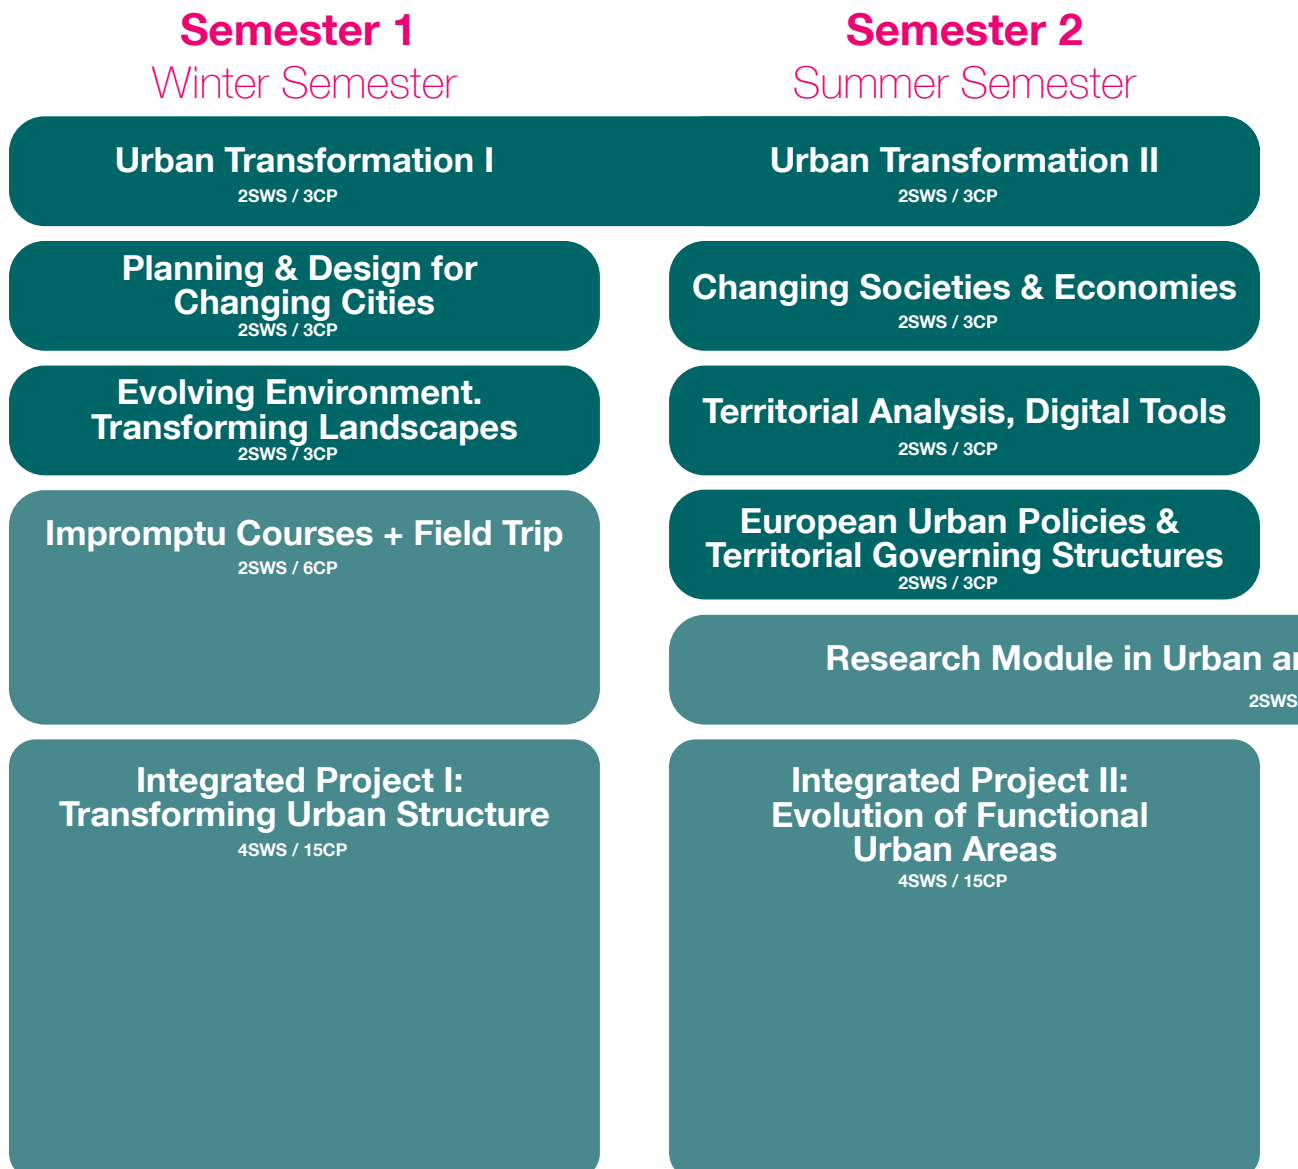 Semester 1
Winter Semester
Urban Transformation I
2SWS / 3CP
Planning & Design for
Changing Cities
2SWS / 3CP
Evolving Environment.
Transforming Landscapes
2SWS / 3CP
Impromptu Courses + Field Trip
2SWS / 6CP
Integrated Project I:
Transforming Urban Structure
4SWS / 15CP
Semester 2
Summer Semester
Urban Transformation II
2SWS / 3CP
Changing Societies & Economies
2SWS / 3CP
Territorial Analysis, Digital Tools
2SWS / 3CP
European Urban Policies &
Territorial Governing Structures
2SWS / 3CP
Research Module in Urban
2SWS
Integrated Project II:
Evolution of Functional
Urban Areas
4SWS / 15CP